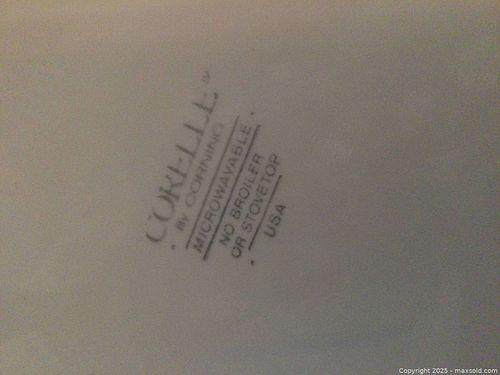 CORELLE
BY CORNING
MICROWAVABLE
NO BROILER
OR STOVETOP
USA
Copyright 2025 - maxsold.com